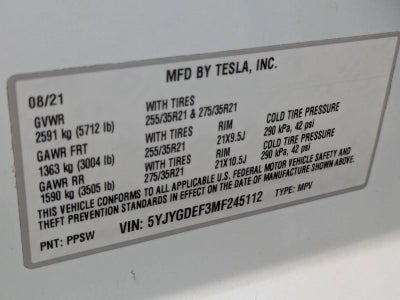 MFD BY TESLA, INC.
08/21
GVWR WITH TIRES
2591 kg (5712 lb) 255/35R21 & 275/35R21
GAWR FRT WITH TIRES RIM COLD TIRE PRESSURE
1363 kg (3004 lb) 255/35R21 21X9.5J 290 kPa, 42 psi
GAWR RR WITH TIRES RIM COLD TIRE PRESSURE
1590 kg (3505 lb) 275/35R21 21X10.5J 290 kPa, 42 psi
THIS VEHICLE CONFORMS TO ALL APPLICABLE U.S. FEDERAL MOTOR VEHICLE SAFETY AND
THEFT PREVENTION STANDARDS IN EFFECT ON THE DATE OF MANUFACTURE SHOWN ABOVE.
PNT: PPSW VIN: 5YJYGDEF3MF245112 TYPE: MPV